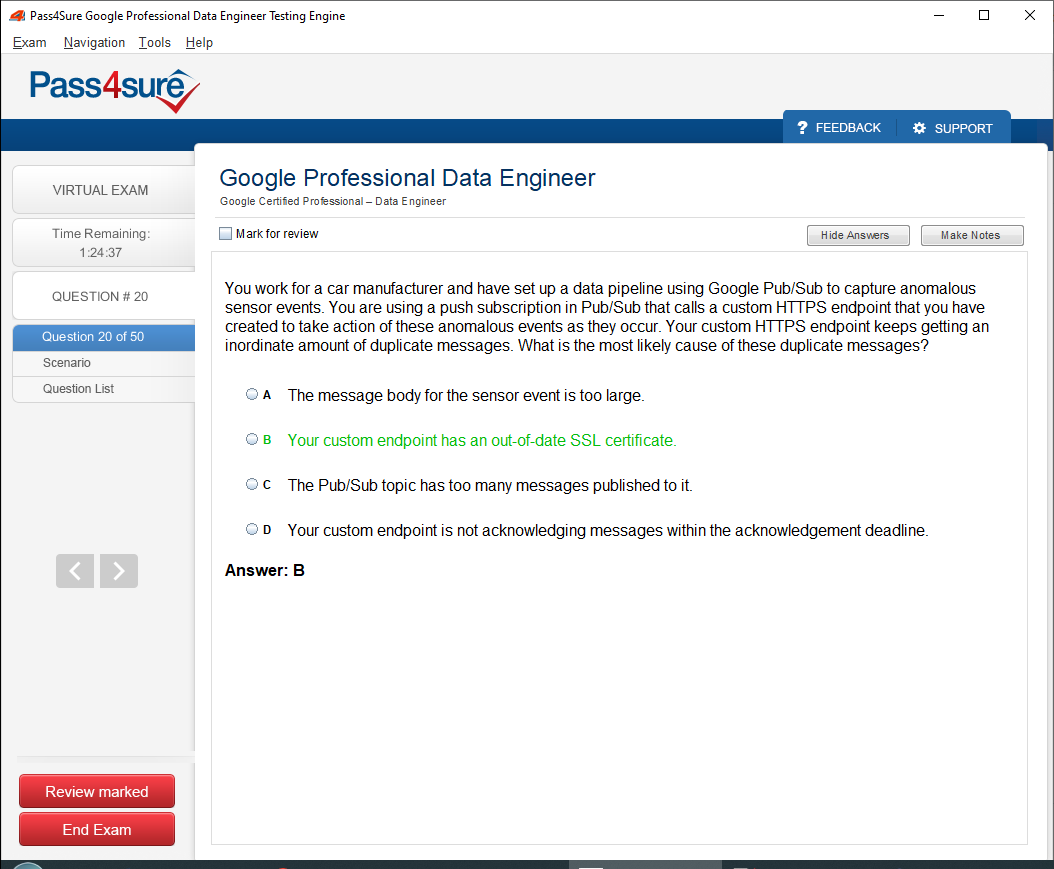 Pass4Sure Google Professional Data Engineer Testing Engine
Exam Navigation Tools Help
Pass4sure
? FEEDBACK SUPPORT
VIRTUAL EXAM
Time Remaining:
1:24:37
QUESTION # 20
Question 20 of 50
Scenario
Question List
Review marked
End Exam
Google Professional Data Engineer
Google Certified Professional – Data Engineer
Mark for review
Hide Answers
Make Notes
You work for a car manufacturer and have set up a data pipeline using Google Pub/Sub to capture anomalous
sensor events. You are using a push subscription in Pub/Sub that calls a custom HTTPS endpoint that you have
created to take action of these anomalous events as they occur. Your custom HTTPS endpoint keeps getting an
inordinate amount of duplicate messages. What is the most likely cause of these duplicate messages?
A The message body for the sensor event is too large.
B Your custom endpoint has an out-of-date SSL certificate.
C The Pub/Sub topic has too many messages published to it.
D Your custom endpoint is not acknowledging messages within the acknowledgement deadline.
Answer: B